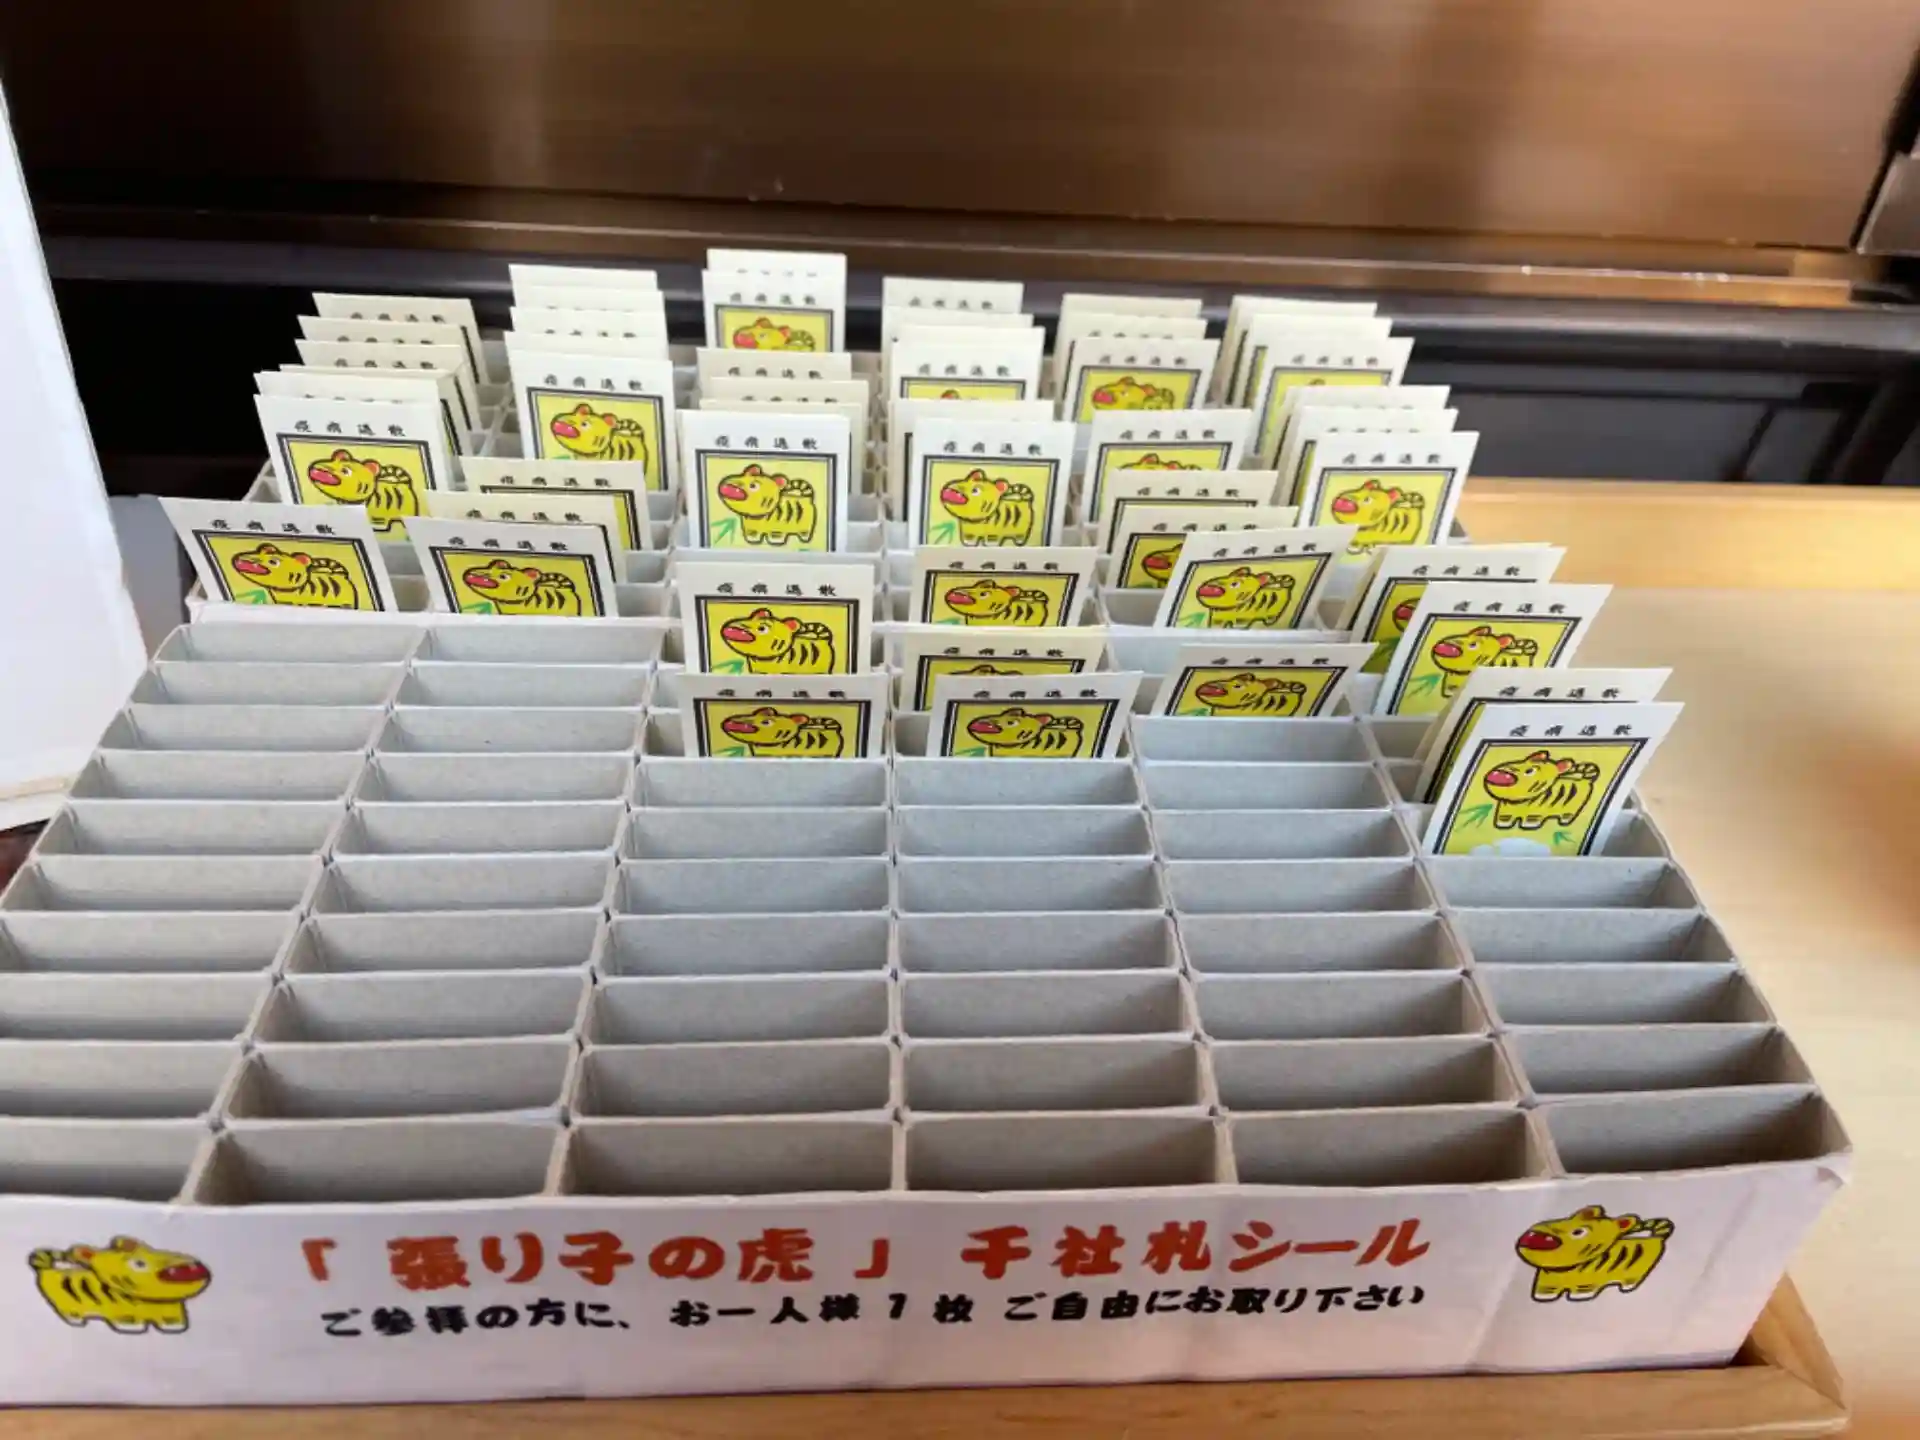 疫病退散
「張り子の虎」千社札シール
ご参拝の方に、お一人様 1 枚 ご自由にお取り下さい